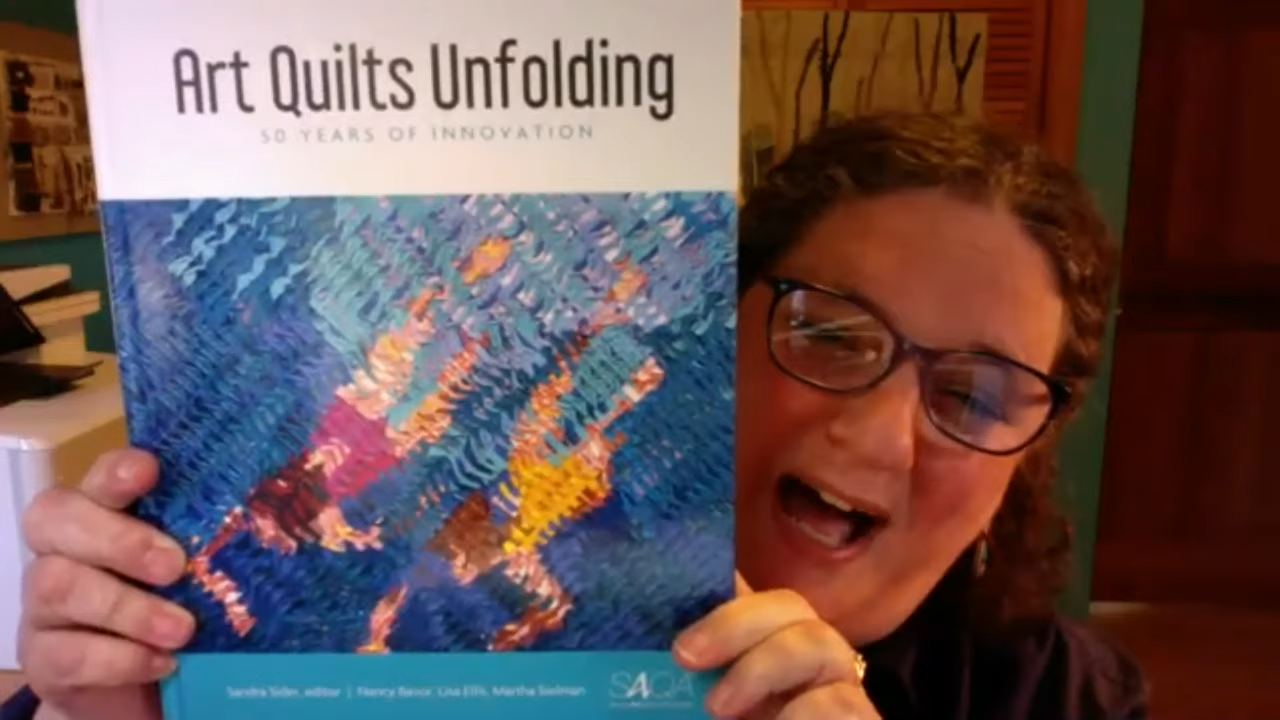 Art Quilts Unfolding
50 YEARS OF INNOVATION
Sandra Sider, editor | Nancy Bavor, Lisa Ellis, Martha Sielman
SAQA